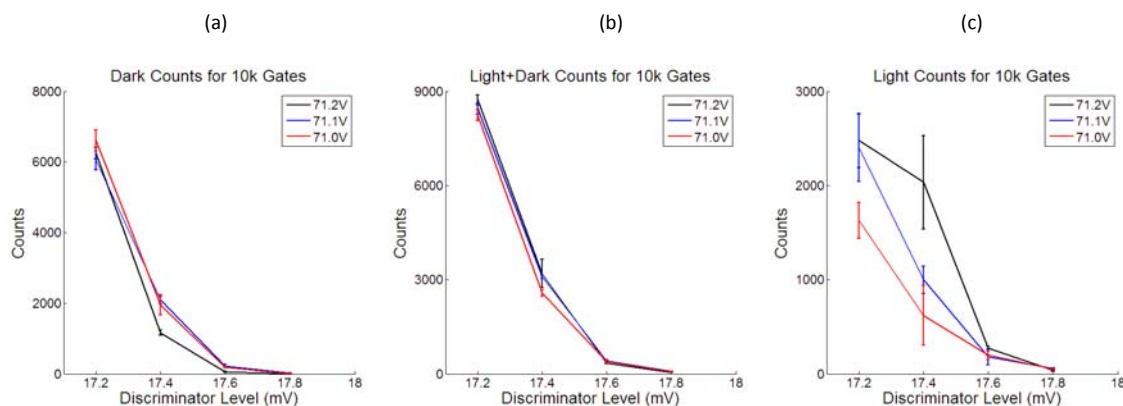 (a)
(b)
(c)
Dark Counts for 10k Gates
8000
6000
4000
2000
0
Counts
71.2V
71.1V
71.0V
17.2 17.4 17.6 17.8 18
Discriminator Level (mV)
Light+Dark Counts for 10k Gates
9000
6000
3000
0
Counts
71.2V
71.1V
71.0V
17.2 17.4 17.6 17.8 18
Discriminator Level (mV)
Light Counts for 10k Gates
3000
2000
1000
0
Counts
71.2V
71.1V
71.0V
17.2 17.4 17.6 17.8 18
Discriminator Level (mV)